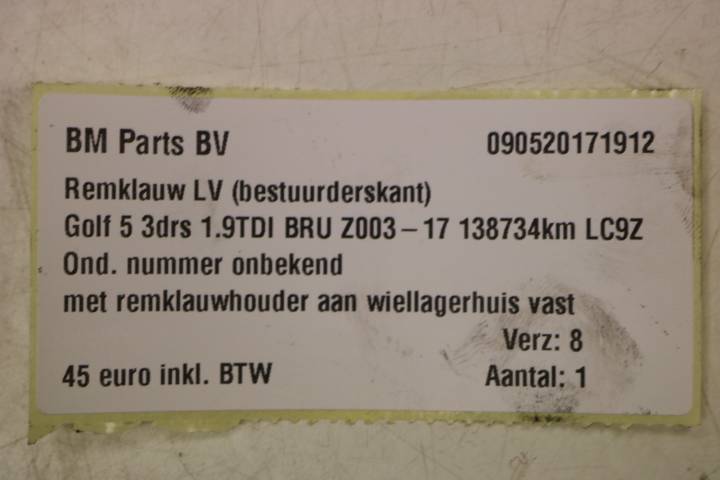 BM Parts BV 090520171912
Remklauw LV (bestuurderskant)
Golf 5 3drs 1.9TDI BRU Z003-17 138734km LC9Z
Ond. nummer onbekend
met remklauwhouder aan wiellagerhuis vast
Verz: 8
45 euro inkl. BTW Aantal: 1